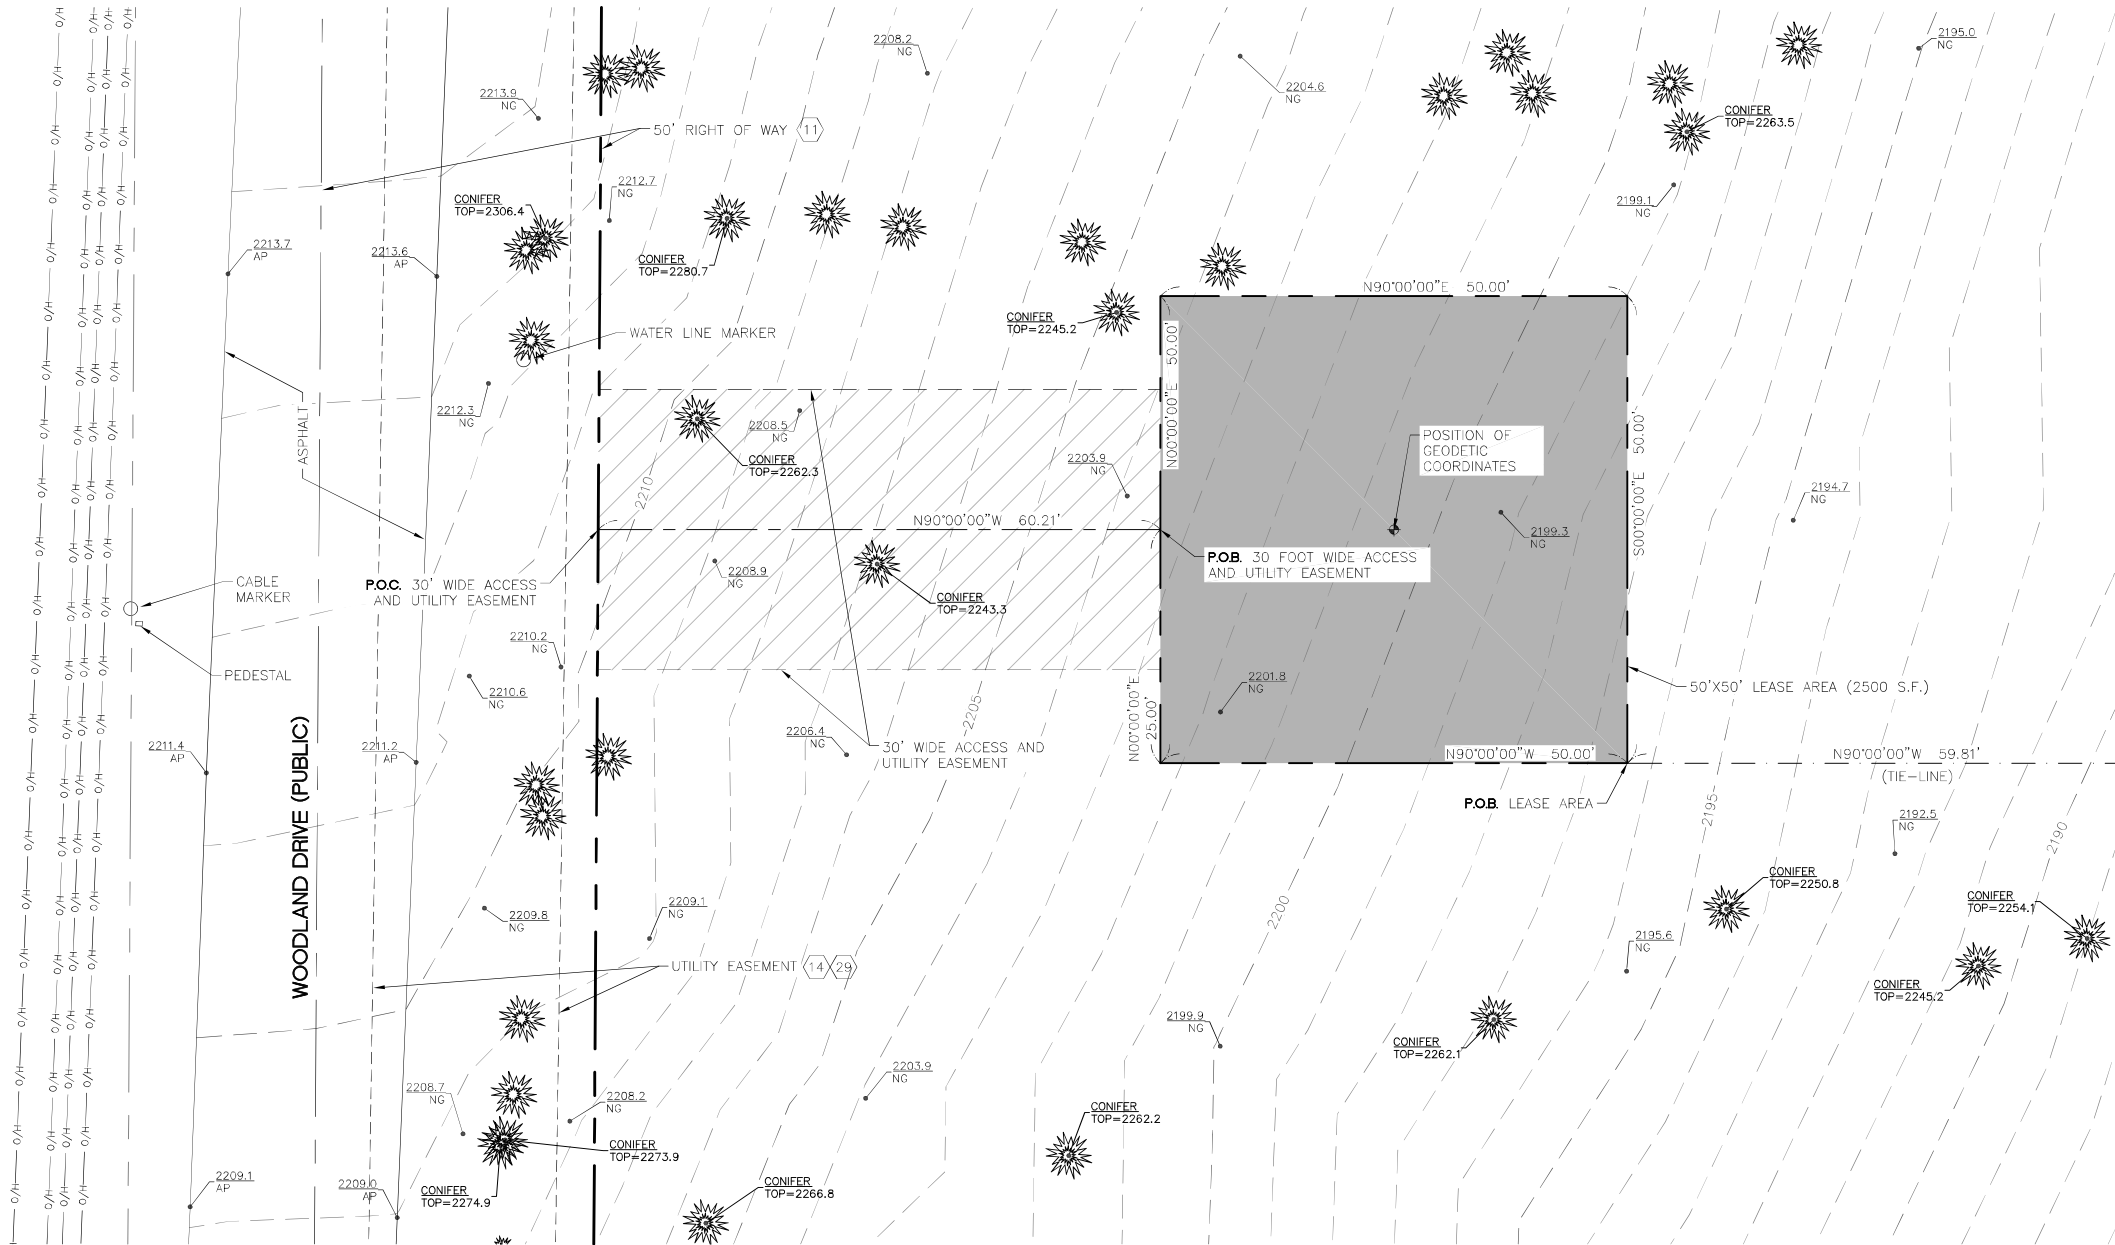 2208.2
NG
2195.0
NG
2204.6
NG
2213.9
NG
CONIFER
TOP=2263.5
50' RIGHT OF WAY 11
2212.7
NG
CONIFER
TOP=2306.4
2199.1
NG
2213.7
AP
2213.6
AP
CONIFER
TOP=2280.7
N90°00'00"E 50.00'
CONIFER
TOP=2245.2
WATER LINE MARKER
N00°00'00"E 50.00'
S00°00'00"E 50.00'
ASPHALT
2212.3
NG
2208.5
NG
POSITION OF
GEODETIC
COORDINATES
CONIFER
TOP=2262.3
2203.9
NG
2210
2194.7
NG
N90°00'00"W 60.21'
2199.3
NG
P.O.B. 30 FOOT WIDE ACCESS
AND UTILITY EASEMENT
2208.9
NG
P.O.C. 30' WIDE ACCESS
AND UTILITY EASEMENT
CABLE
MARKER
CONIFER
TOP=2243.3
2210.2
NG
PEDESTAL
2210.6
NG
2201.8
NG
50'X50' LEASE AREA (2500 S.F.)
N00°00'00"E
25.00'
2205
2206.4
NG
2211.4
AP
2211.2
AP
30' WIDE ACCESS AND
UTILITY EASEMENT
N90°00'00"W 50.00'
N90°00'00"W 59.81'
(TIE-LINE)
P.O.B. LEASE AREA
2195
2192.5
NG
2190
WOODLAND DRIVE (PUBLIC)
CONIFER
TOP=2250.8
CONIFER
TOP=2254.1
2209.8
NG
2209.1
NG
2200
2195.6
NG
UTILITY EASEMENT 14 29
CONIFER
TOP=2245.2
2199.9
NG
CONIFER
TOP=2262.1
2203.9
NG
2208.7
NG
2208.2
NG
CONIFER
TOP=2262.2
CONIFER
TOP=2273.9
2209.1
AP
2209.0
AP
CONIFER
TOP=2274.9
CONIFER
TOP=2266.8